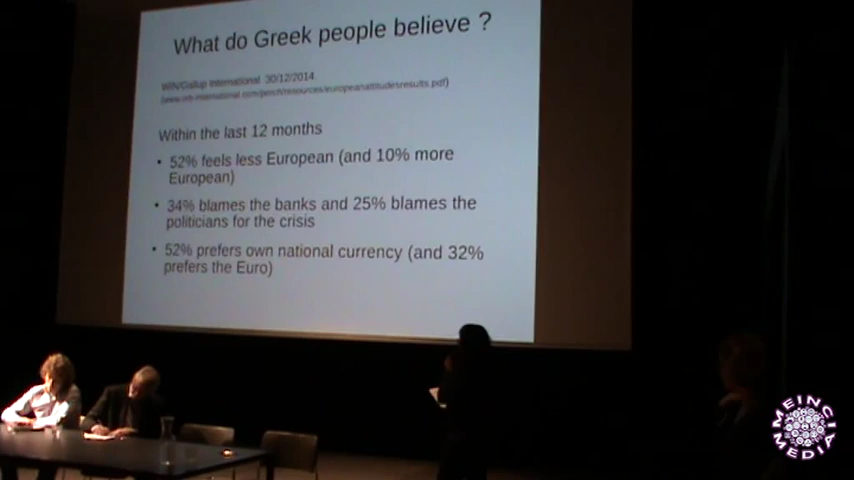 What do Greek people believe ?
WIN/Gallup International 30/12/2014.
Within the last 12 months
• 52% feels less European (and 10% more
European)
• 34% blames the banks and 25% blames the
politicians for the crisis
• 52% prefers own national currency (and 32%
prefers the Euro)
MEINCI
MEDIA